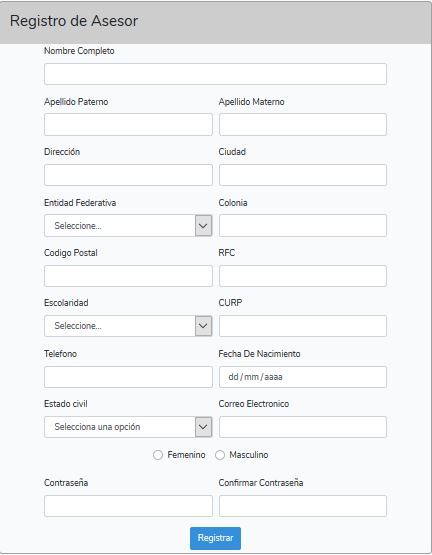 Registro de Asesor
Nombre Completo
Apellido Paterno Apellido Materno
Dirección Ciudad
Entidad Federativa Colonia
Seleccione...
Codigo Postal RFC
Escolaridad CURP
Seleccione...
Telefono Fecha De Nacimiento
dd/mm/aaaa
Estado civil Correo Electronico
Selecciona una opción
Femenino Masculino
Contraseña Confirmar Contraseña
Registrar